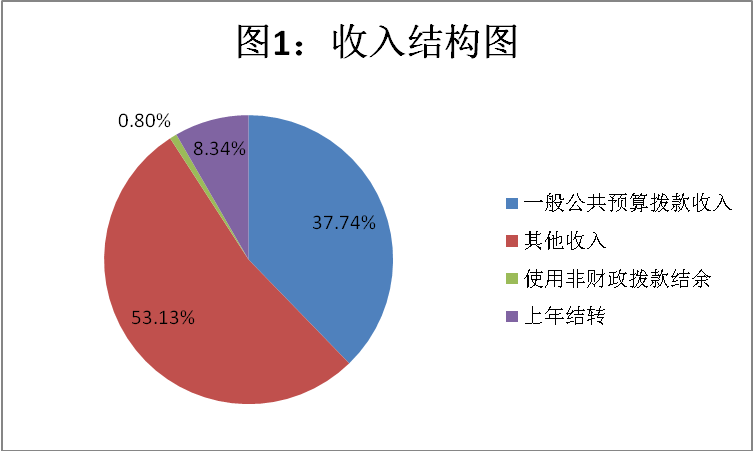 图1：收入结构图
0.80%
8.34%
37.74%
53.13%
一般公共预算拨款收入
其他收入
使用非财政拨款结余
上年结转